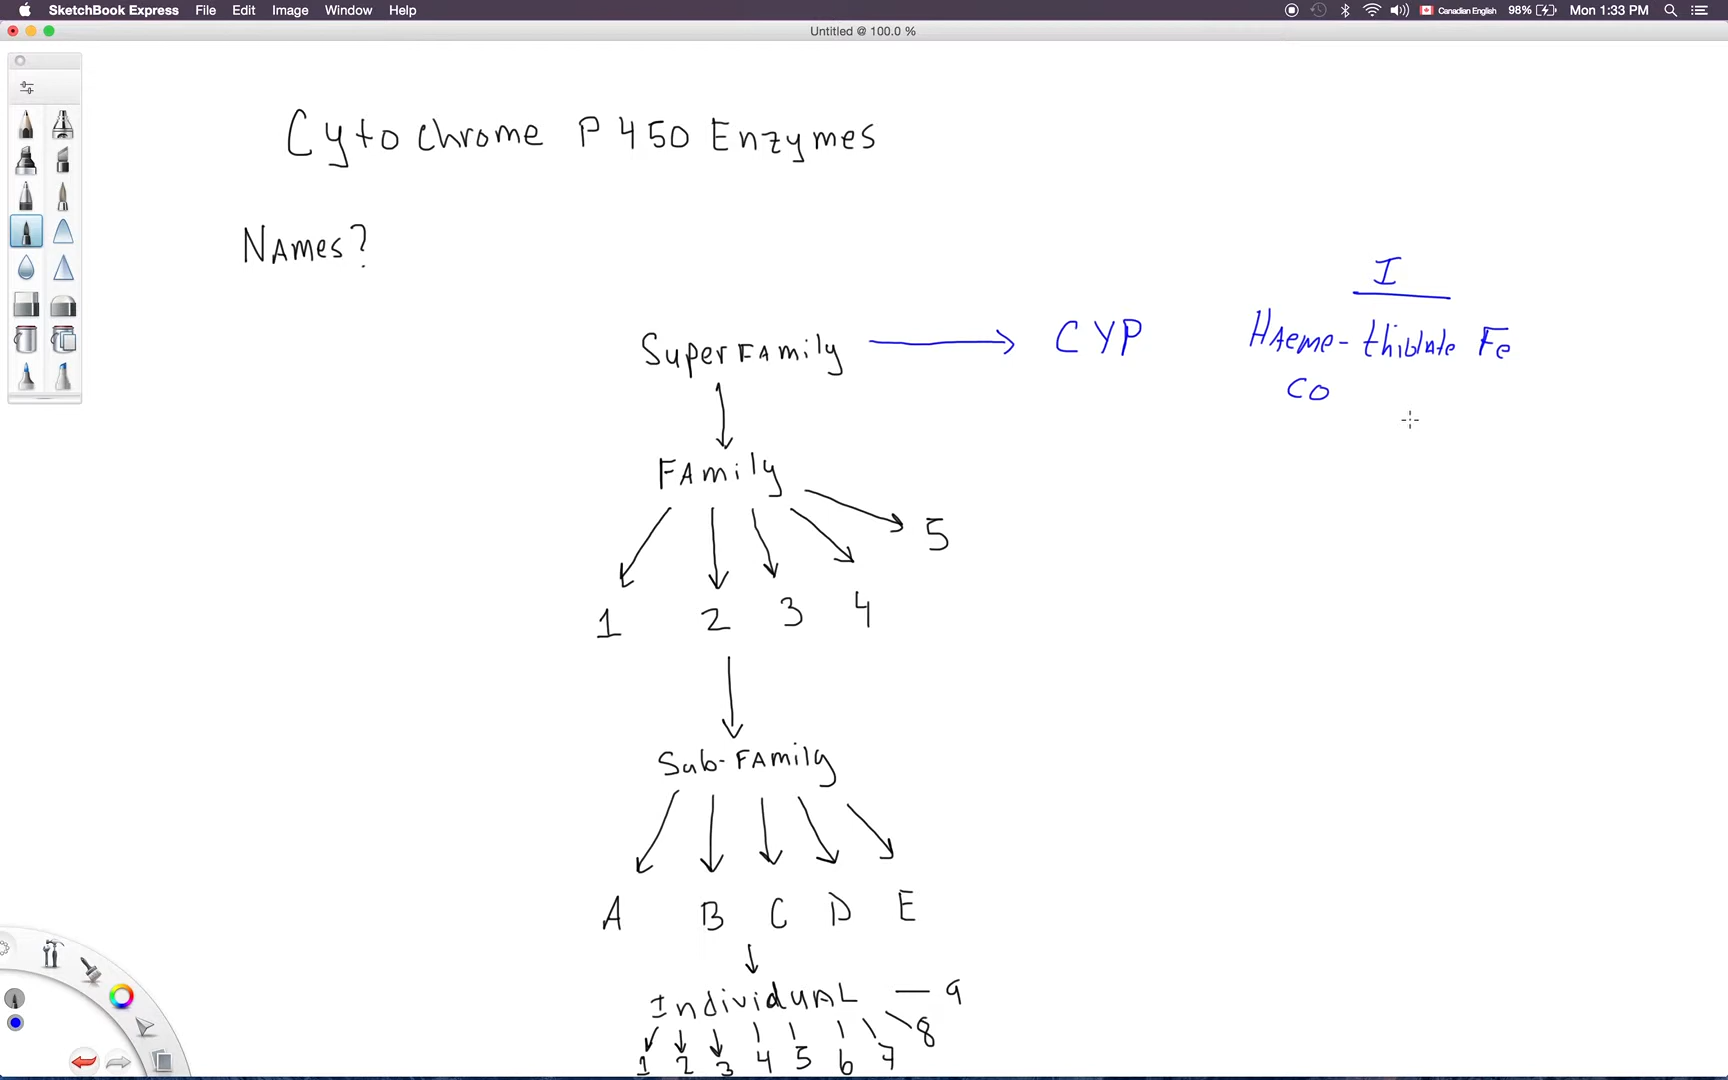 SketchBook Express File Edit Image Window Help Canadian English 98% Mon 1:33 PM
Untitled @ 100.0 %
Cytochrome P450 Enzymes
Names?
I
SuperFamily CYP Haeme-thiolate Fe
CO
Family
5
1 2 3 4
Sub-Family
A B C D E
Individual 9
8
1 2 3 4 5 6 7